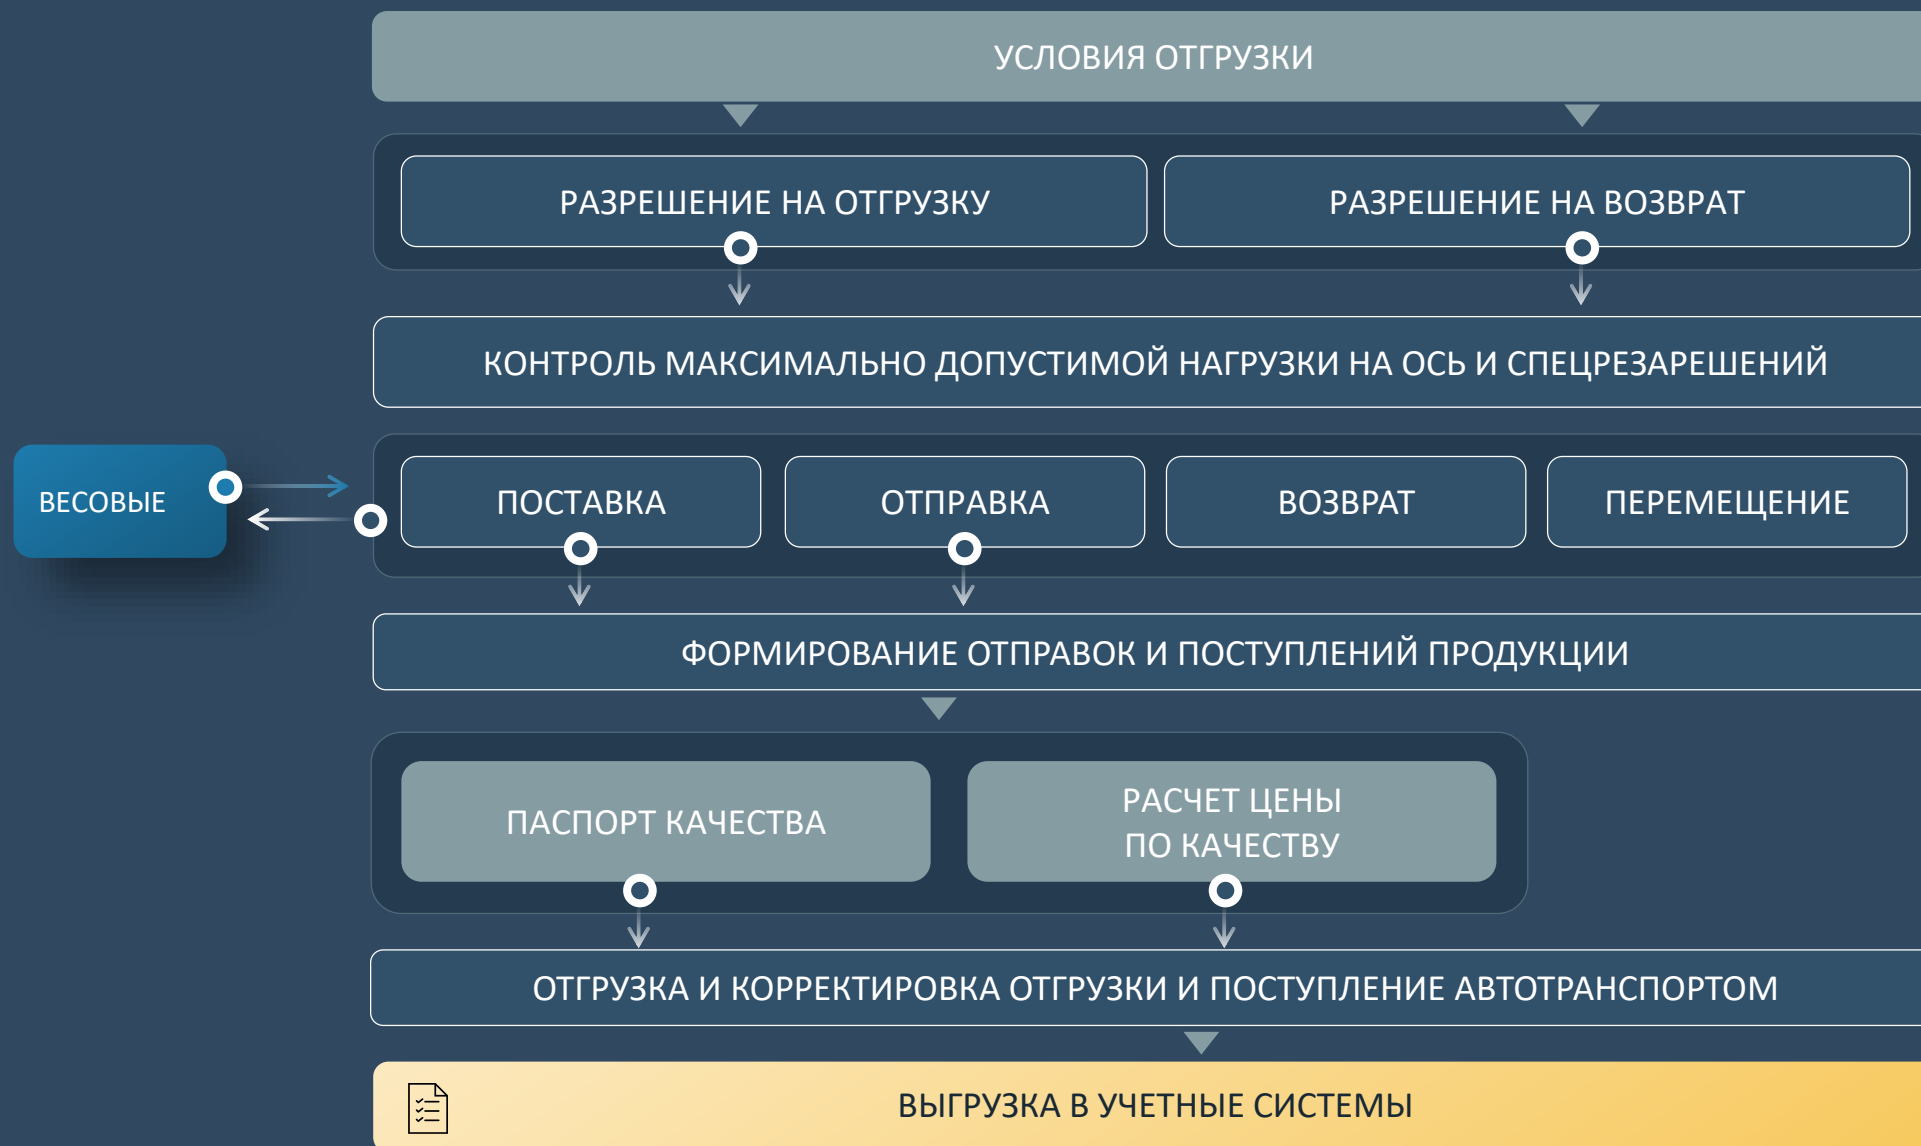 УСЛОВИЯ ОТГРУЗКИ
РАЗРЕШЕНИЕ НА ОТГРУЗКУ
РАЗРЕШЕНИЕ НА ВОЗВРАТ
КОНТРОЛЬ МАКСИМАЛЬНО ДОПУСТИМОЙ НАГРУЗКИ НА ОСЬ И СПЕЦРЕЗАРЕШЕНИЙ
ВЕСОВЫЕ
ПОСТАВКА
ОТПРАВКА
ВОЗВРАТ
ПЕРЕМЕЩЕНИЕ
ФОРМИРОВАНИЕ ОТПРАВОК И ПОСТУПЛЕНИЙ ПРОДУКЦИИ
ПАСПОРТ КАЧЕСТВА
РАСЧЕТ ЦЕНЫ
ПО КАЧЕСТВУ
ОТГРУЗКА И КОРРЕКТИРОВКА ОТГРУЗКИ И ПОСТУПЛЕНИЕ АВТОТРАНСПОРТОМ
ВЫГРУЗКА В УЧЕТНЫЕ СИСТЕМЫ